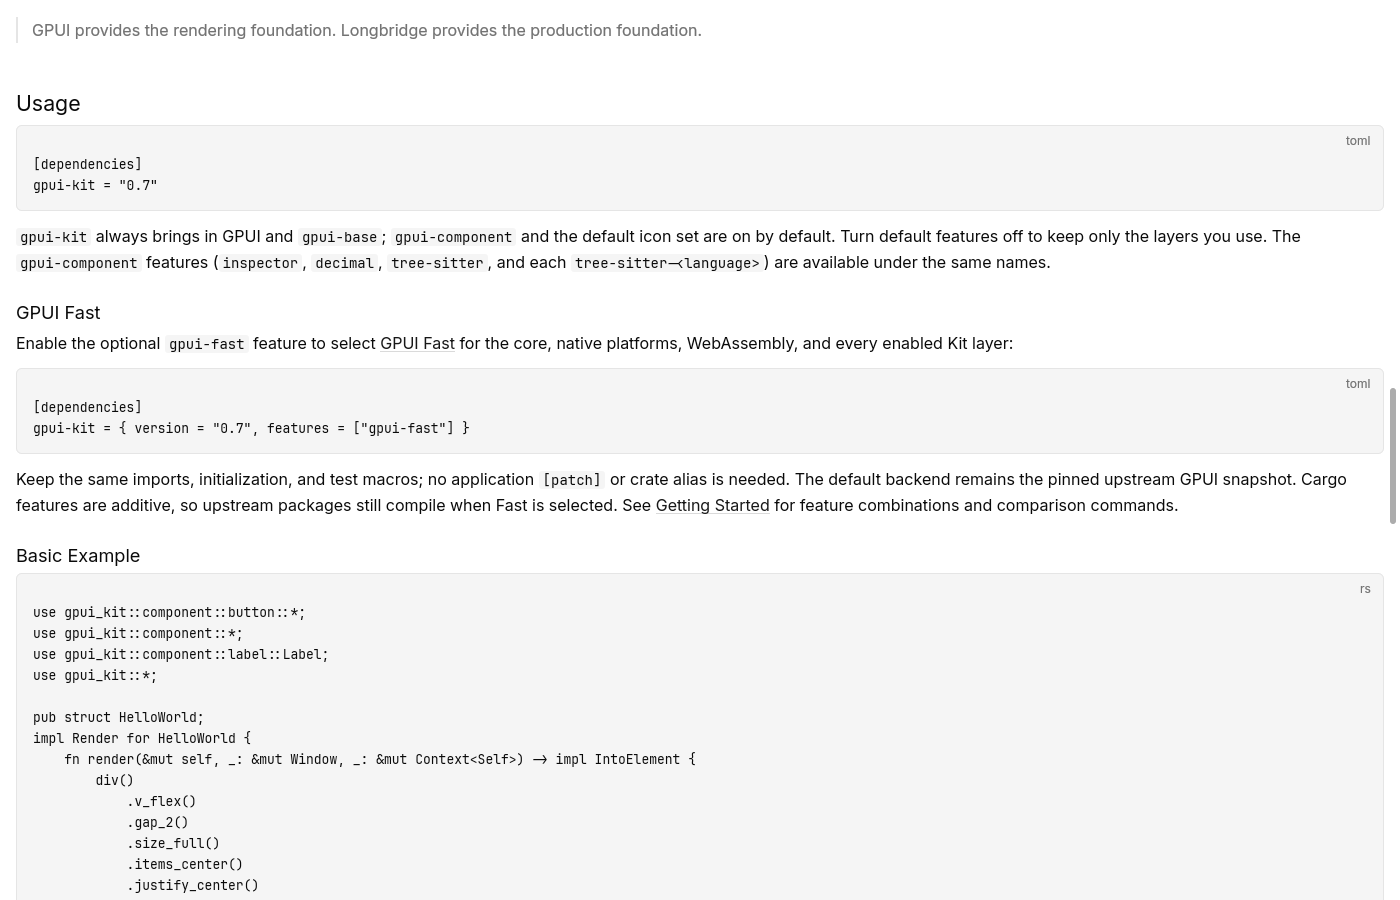 GPUI provides the rendering foundation. Longbridge provides the production foundation.
Usage
toml
[dependencies]
gpui-kit = "0.7"
gpui-kit always brings in GPUI and gpui-base; gpui-component and the default icon set are on by default. Turn default features off to keep only the layers you use. The
gpui-component features (inspector, decimal, tree-sitter, and each tree-sitter-<language>) are available under the same names.
GPUI Fast
Enable the optional gpui-fast feature to select GPUI Fast for the core, native platforms, WebAssembly, and every enabled Kit layer:
toml
[dependencies]
gpui-kit = { version = "0.7", features = ["gpui-fast"] }
Keep the same imports, initialization, and test macros; no application [patch] or crate alias is needed. The default backend remains the pinned upstream GPUI snapshot. Cargo
features are additive, so upstream packages still compile when Fast is selected. See Getting Started for feature combinations and comparison commands.
Basic Example
rs
use gpui_kit::component::button::*;
use gpui_kit::component::*;
use gpui_kit::component::label::Label;
use gpui_kit::*;
pub struct HelloWorld;
impl Render for HelloWorld {
    fn render(&mut self, _: &mut Window, _: &mut Context<Self>) -> impl IntoElement {
        div()
            .v_flex()
            .gap_2()
            .size_full()
            .items_center()
            .justify_center()